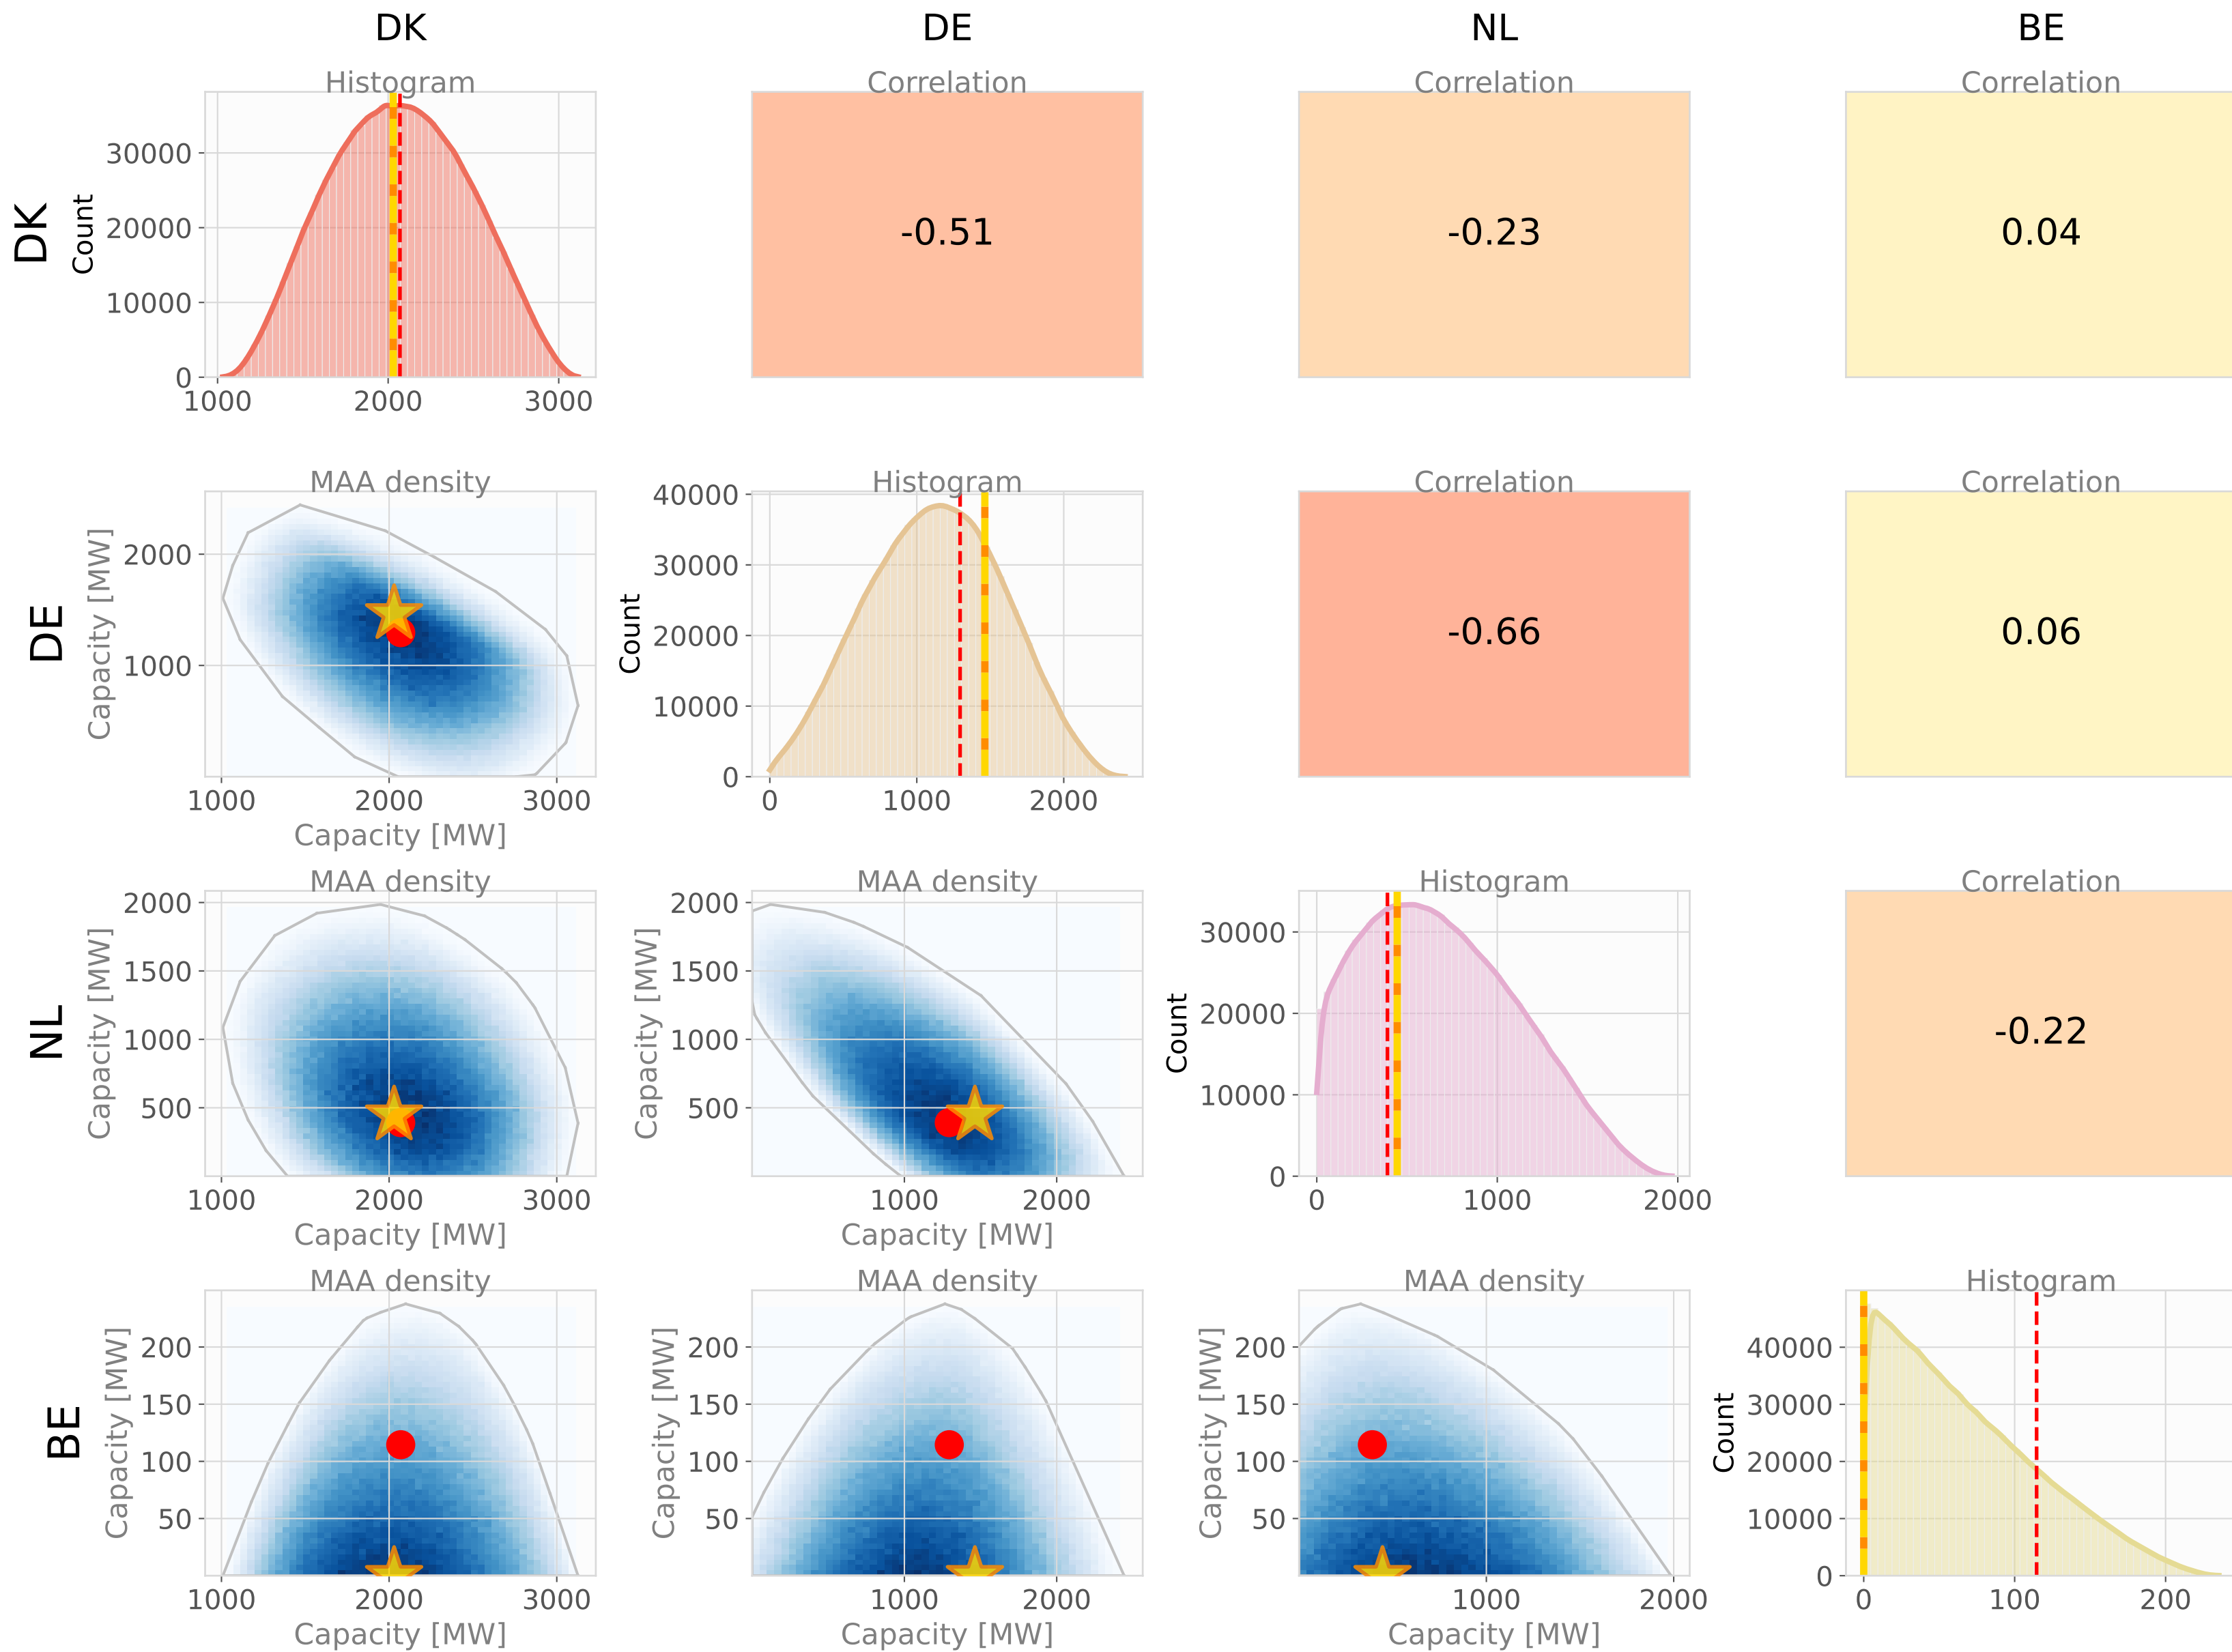 DK DE NL BE
Histogram Correlation Correlation Correlation
DK
Count
30000
20000
10000
0
1000 2000 3000
-0.51
-0.23
0.04
MAA density Histogram Correlation Correlation
DE
Capacity [MW]
2000
1000
1000 2000 3000
Capacity [MW]
Count
40000
30000
20000
10000
0
0 1000 2000
-0.66
0.06
MAA density MAA density Histogram Correlation
NL
Capacity [MW]
2000
1500
1000
500
1000 2000 3000
Capacity [MW]
Capacity [MW]
2000
1500
1000
500
1000 2000
Capacity [MW]
Count
30000
20000
10000
0
0 1000 2000
-0.22
MAA density MAA density MAA density Histogram
BE
Capacity [MW]
200
150
100
50
1000 2000 3000
Capacity [MW]
Capacity [MW]
200
150
100
50
1000 2000
Capacity [MW]
Capacity [MW]
200
150
100
50
1000 2000
Capacity [MW]
Count
40000
30000
20000
10000
0
0 100 200